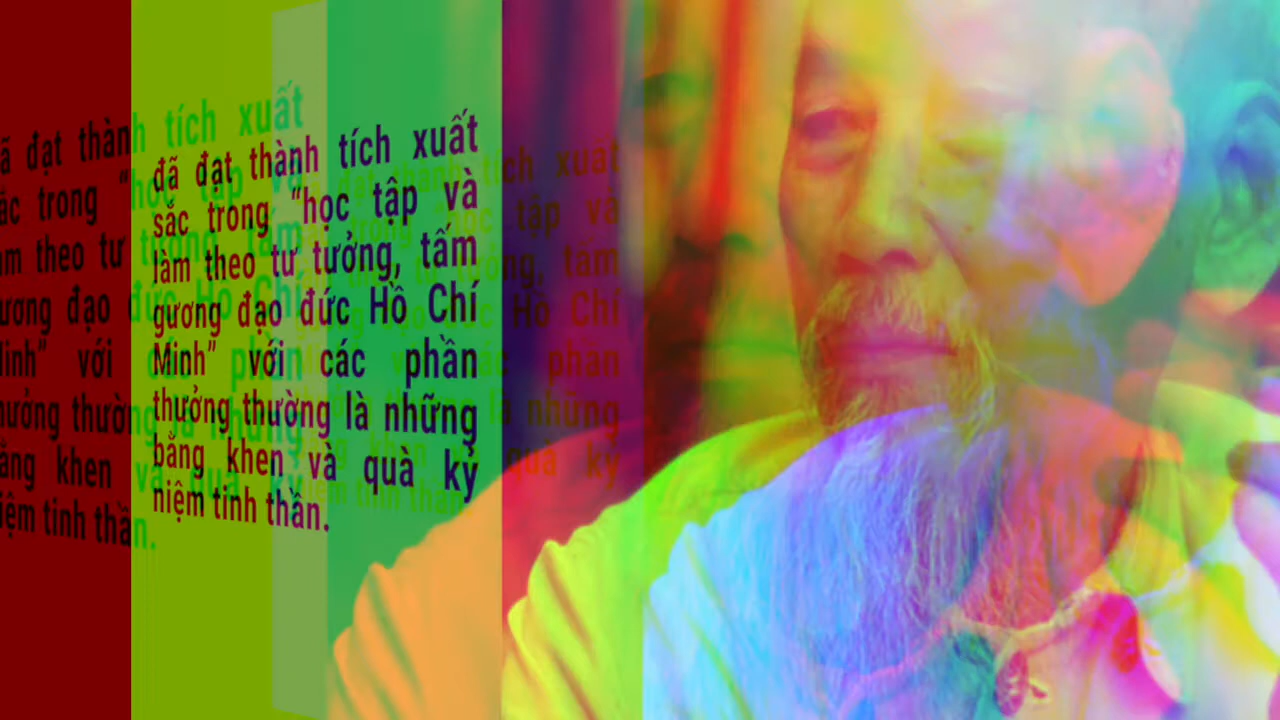 đã đạt thành tích xuất
sắc trong “học tập và
làm theo tư tưởng, tấm
gương đạo đức Hồ Chí
Minh” với các phần
thưởng thường là những
bằng khen và quà kỷ
niệm tinh thần.